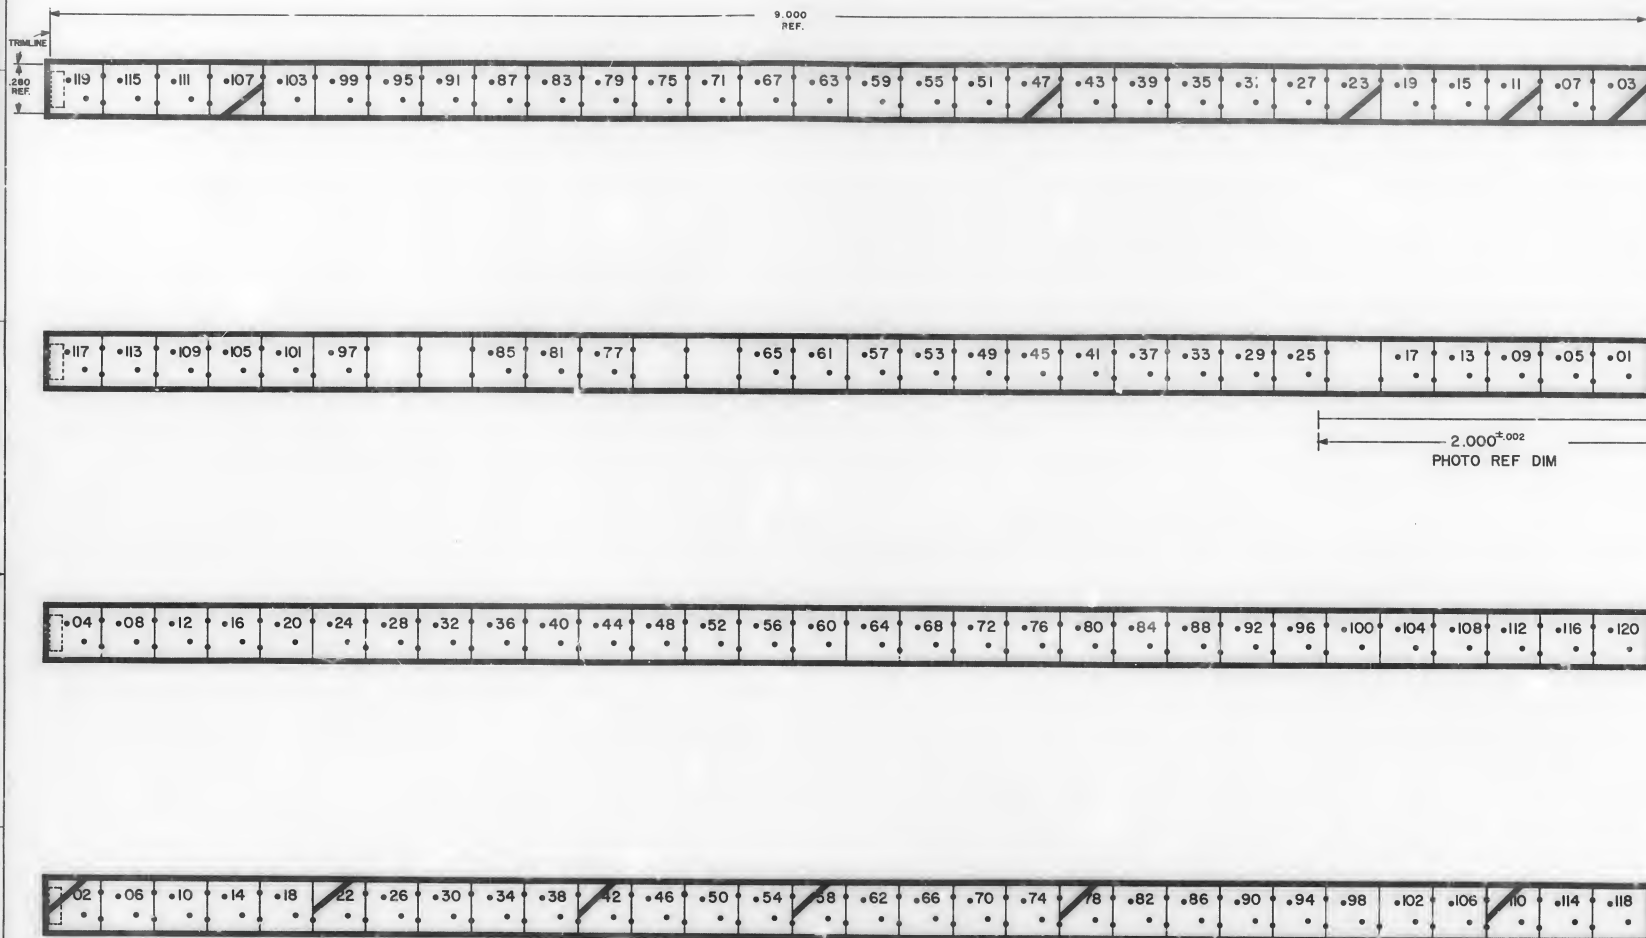 9.000
REF.
TRIMLINE
.280
REF.
•119 •115 •111 •107 •103 •99 •95 •91 •87 •83 •79 •75 •71 •67 •63 •59 •55 •51 •47 •43 •39 •35 •27 •23 •19 •15 •11 •07 •03
•117 •113 •109 •105 •101 •97 •85 •81 •77 •65 •61 •57 •53 •49 •45 •41 •37 •33 •29 •25 •17 •13 •09 •05 •01
2.000±.002
PHOTO REF DIM
•04 •08 •12 •16 •20 •24 •28 •32 •36 •40 •44 •48 •52 •56 •60 •64 •68 •72 •76 •80 •84 •88 •92 •96 •100 •104 •108 •112 •116 •120
02 •06 •10 •14 •18 22 •26 •30 •34 •38 42 •46 •50 •54 58 •62 •66 •70 •74 78 •82 •86 •90 •94 •98 •102 •106 110 •114 •118